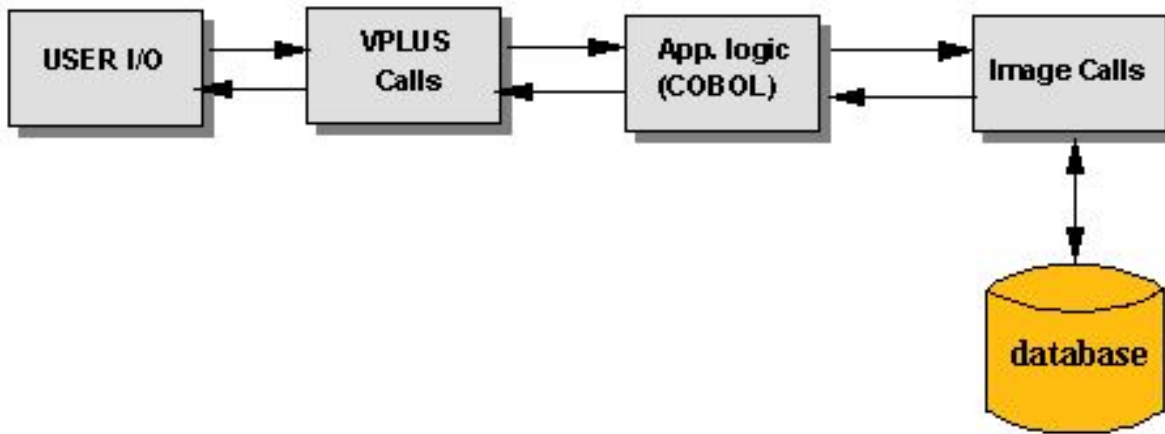 USER I/O
VPLUS
Calls
App. logic
(COBOL)
Image Calls
database